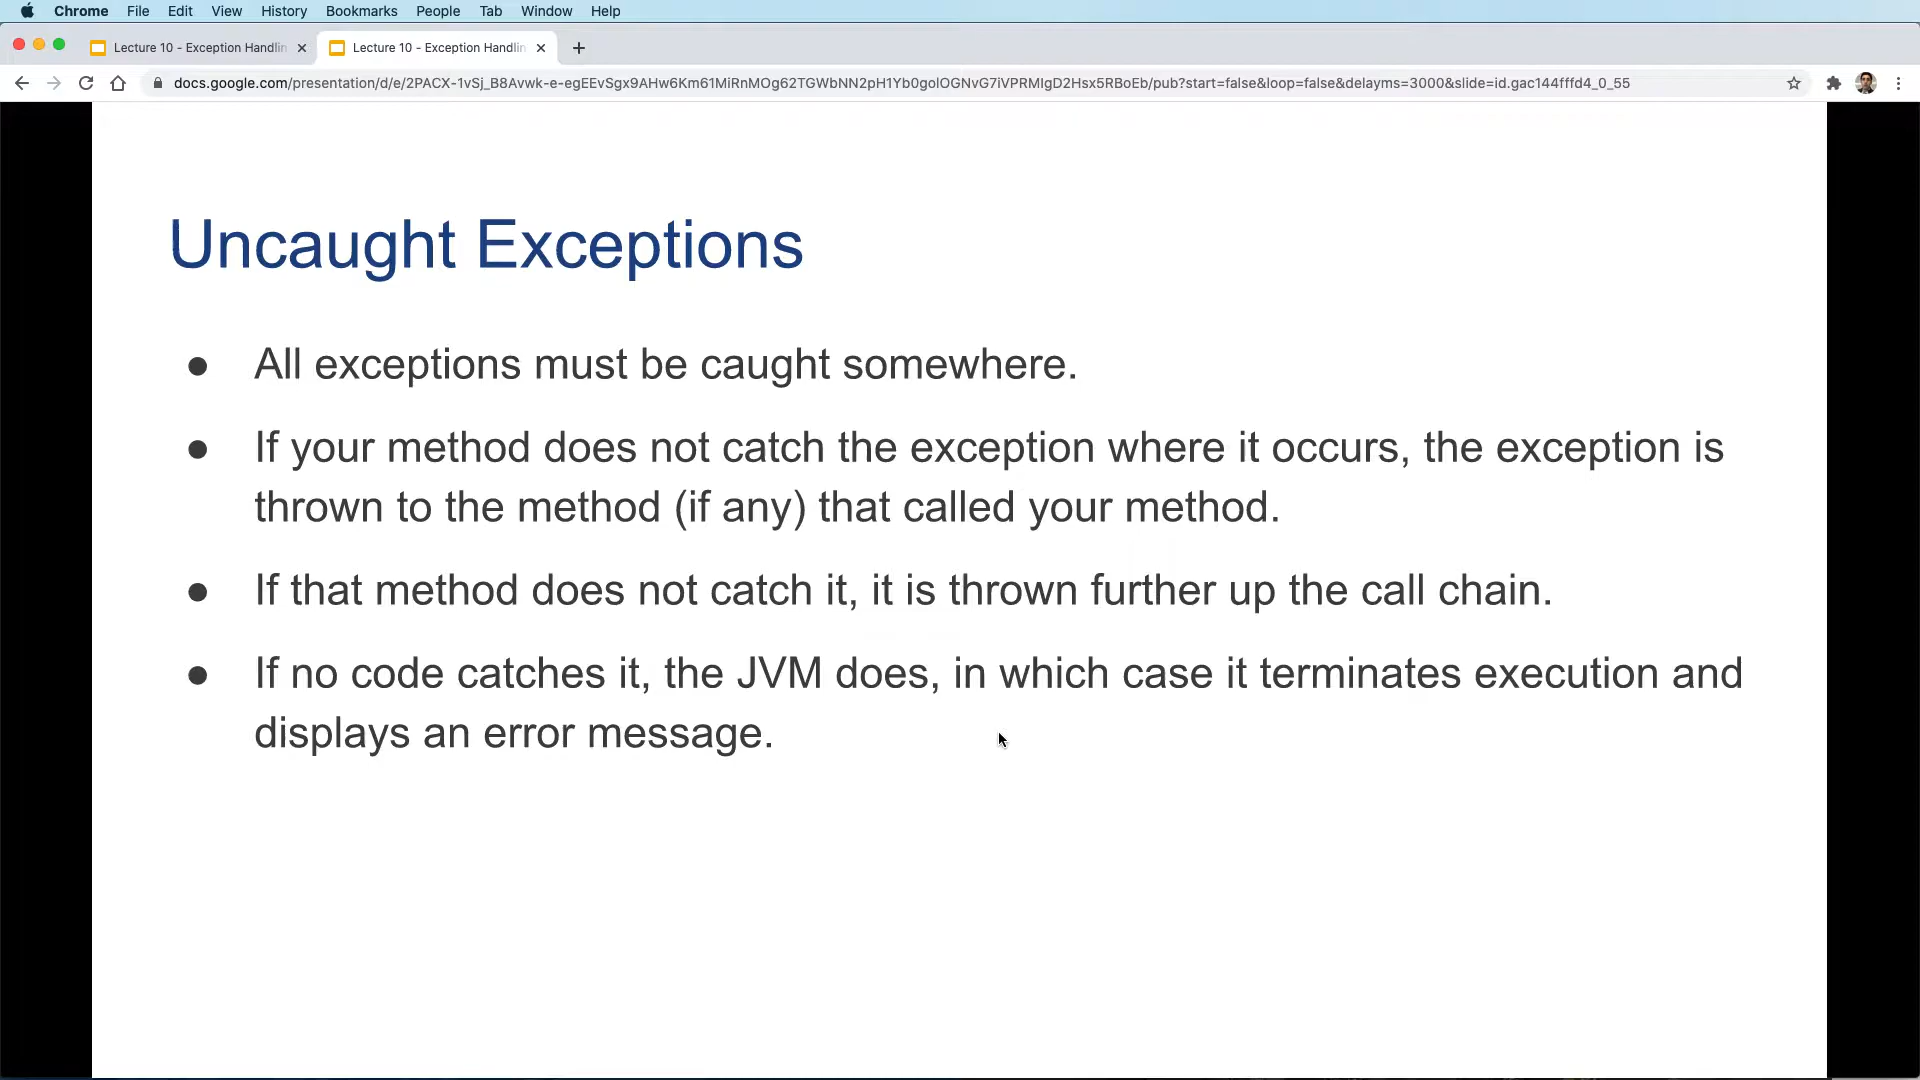 Chrome File Edit View History Bookmarks People Tab Window Help
Lecture 10 - Exception Handlin Lecture 10 - Exception Handlin
docs.google.com/presentation/d/e/2PACX-1vSj_B8Avwk-e-egEEvSgx9AHw6Km61MiRnMOg62TGWbNN2pH1Yb0golOGNvG7iVPRMIgD2Hsx5RBoEb/pub?start=false&loop=false&delayms=3000&slide=id.gac144fffd4_0_55
Uncaught Exceptions
● All exceptions must be caught somewhere.
● If your method does not catch the exception where it occurs, the exception is
thrown to the method (if any) that called your method.
● If that method does not catch it, it is thrown further up the call chain.
● If no code catches it, the JVM does, in which case it terminates execution and
displays an error message.